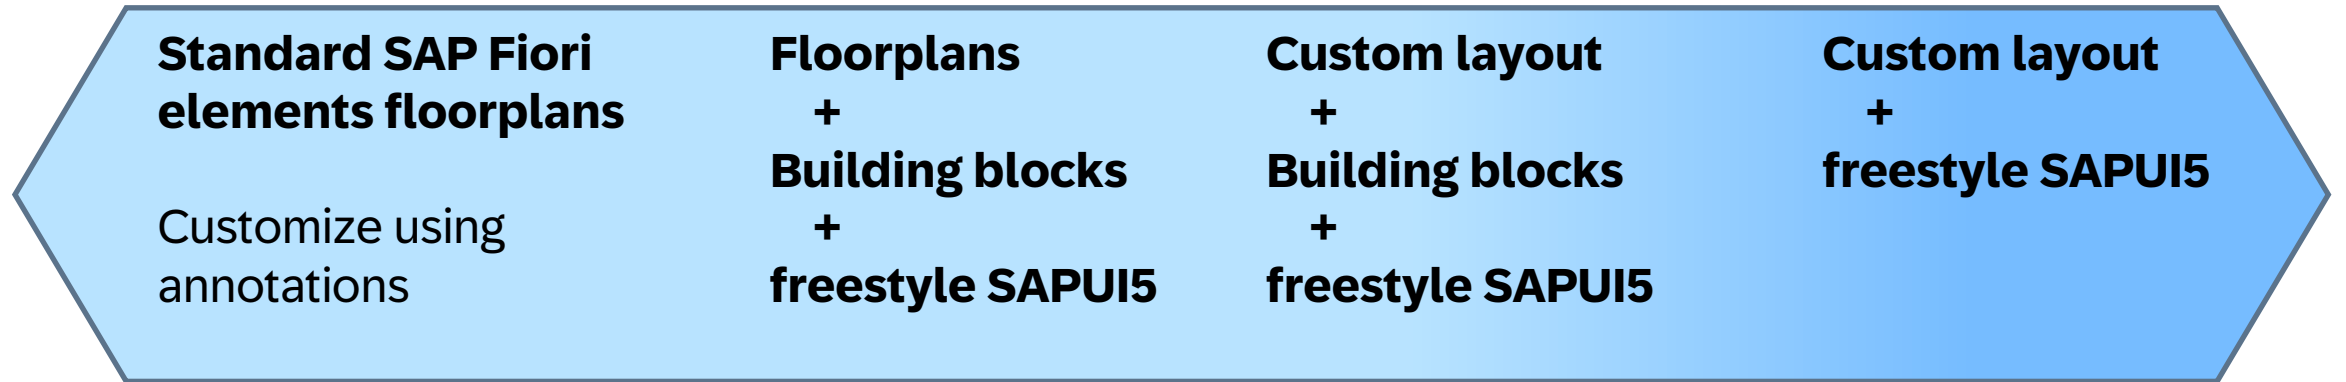 Standard SAP Fiori
elements floorplans
Customize using
annotations
Floorplans
+
Building blocks
+
freestyle SAPUI5
Custom layout
+
Building blocks
+
freestyle SAPUI5
Custom layout
+
freestyle SAPUI5